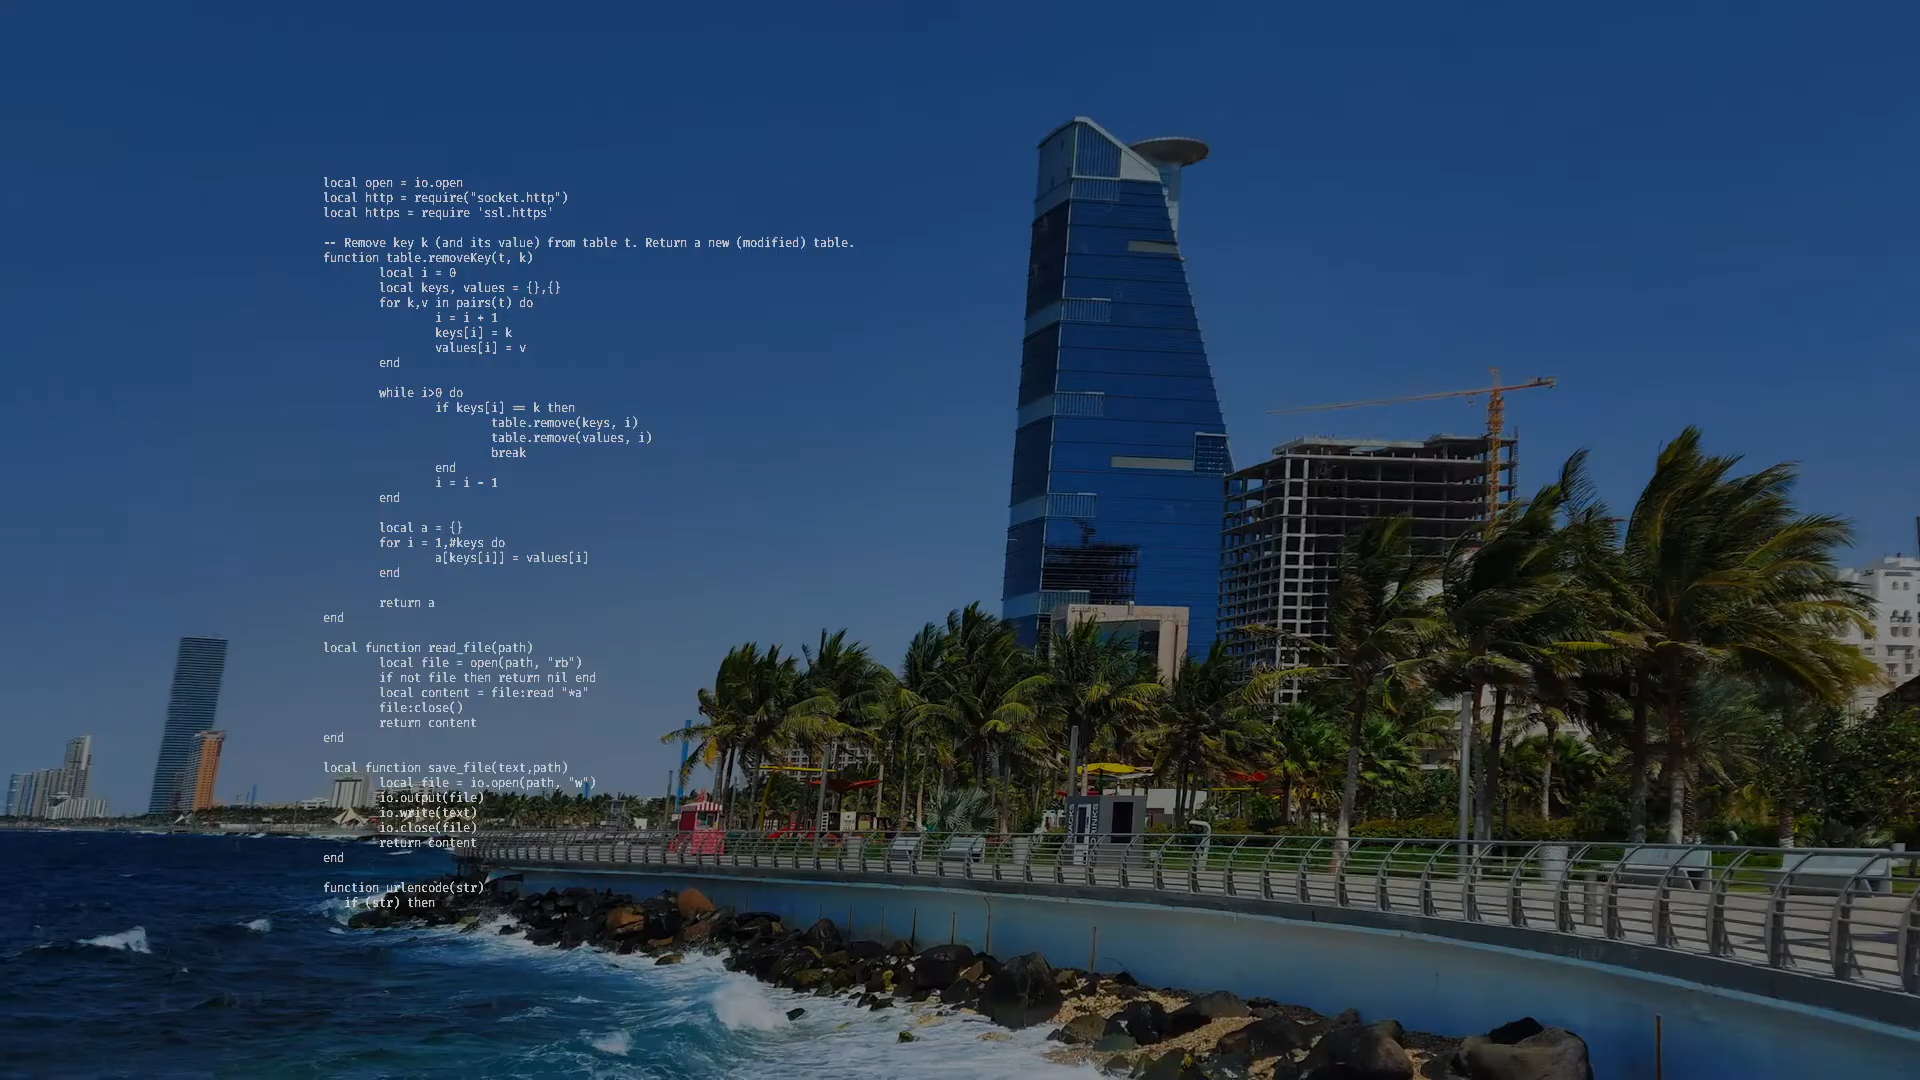 local open = io.open
local http = require("socket.http")
local https = require 'ssl.https'
-- Remove key k (and its value) from table t. Return a new (modified) table.
function table.removeKey(t, k)
local i = 0
local keys, values = {},{}
for k,v in pairs(t) do
i = i + 1
keys[i] = k
values[i] = v
end
while i>0 do
if keys[i] == k then
table.remove(keys, i)
table.remove(values, i)
break
end
i = i - 1
end
local a = {}
for i = 1,#keys do
a[keys[i]] = values[i]
end
return a
end
local function read_file(path)
local file = open(path, "rb")
if not file then return nil end
local content = file:read "*a"
file:close()
return content
end
local function save_file(text,path)
local file = io.open(path, "w")
io.output(file)
io.write(text)
io.close(file)
return content
end
function urlencode(str)
if (str) then